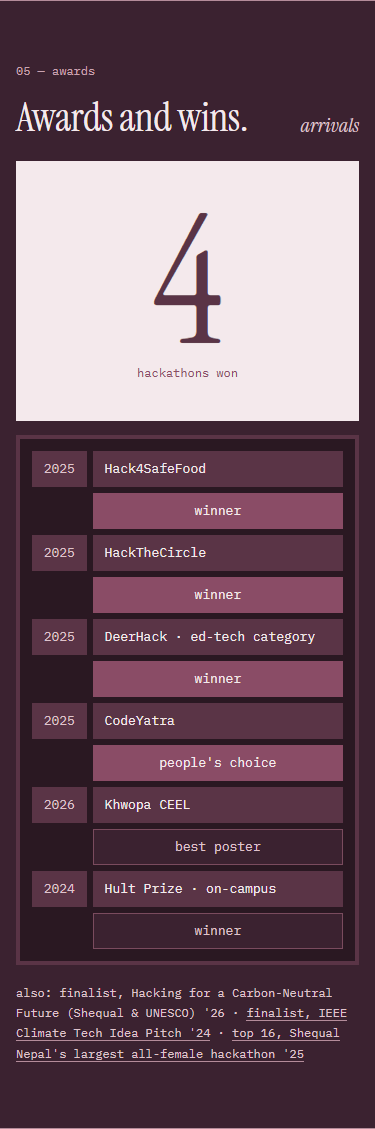 05 — awards
Awards and wins.
arrivals
4
hackathons won
2025 Hack4SafeFood
winner
2025 HackTheCircle
winner
2025 DeerHack · ed-tech category
winner
2025 CodeYatra
people's choice
2026 Khwopa CEEL
best poster
2024 Hult Prize · on-campus
winner
also: finalist, Hacking for a Carbon-Neutral
Future (Shequal & UNESCO) '26 · finalist, IEEE
Climate Tech Idea Pitch '24 · top 16, Shequal
Nepal's largest all-female hackathon '25